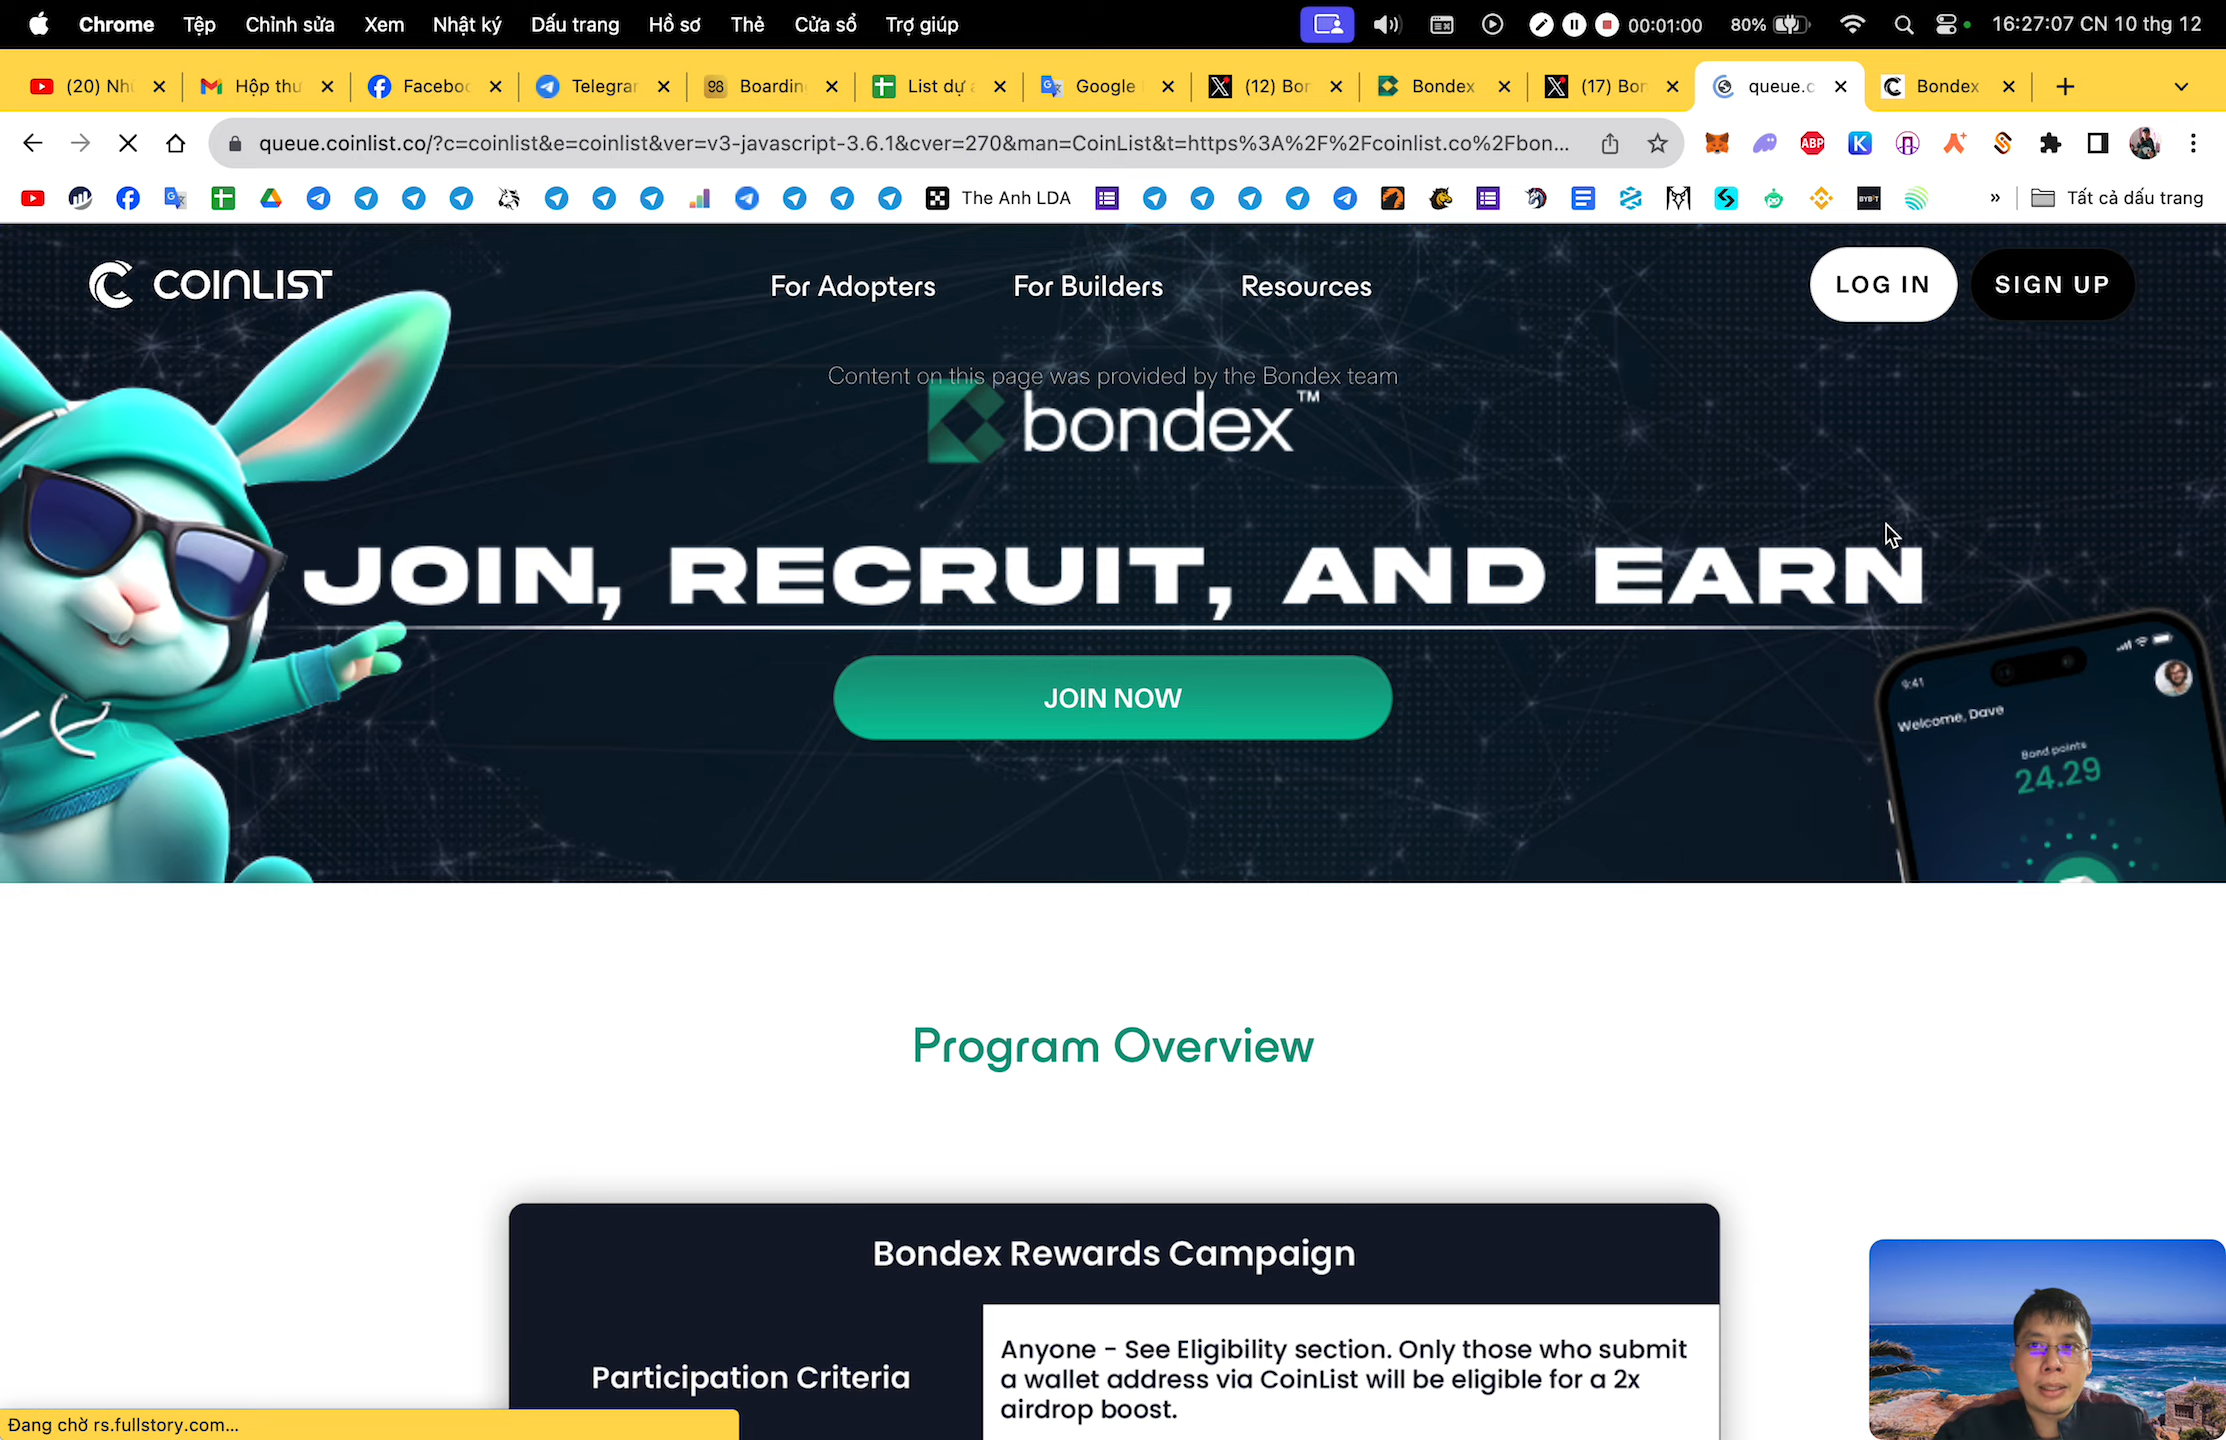 Chrome Tệp Chỉnh sửa Xem Nhật ký Dấu trang Hồ sơ Thẻ Cửa sổ Trợ giúp 00:01:00 80% 16:27:07 CN 10 thg 12
(20) Nhu Hộp thư Facebo Telegrar 98 Boardin List dự Google (12) Bor Bondex (17) Bor queue.c Bondex
queue.coinlist.co/?c=coinlist&e=coinlist&ver=v3-javascript-3.6.1&cver=270&man=CoinList&t=https%3A%2F%2Fcoinlist.co%2Fbon... ABP K
The Anh LDA BYBIT » Tất cả dấu trang
COINLIST For Adopters For Builders Resources LOG IN SIGN UP
Content on this page was provided by the Bondex team
bondex™
JOIN, RECRUIT, AND EARN
JOIN NOW
9:41
Welcome, Dave
Bond points
24.29
Program Overview
Bondex Rewards Campaign
Participation Criteria
Anyone - See Eligibility section. Only those who submit
a wallet address via CoinList will be eligible for a 2x
airdrop boost.
Đang chờ rs.fullstory.com...